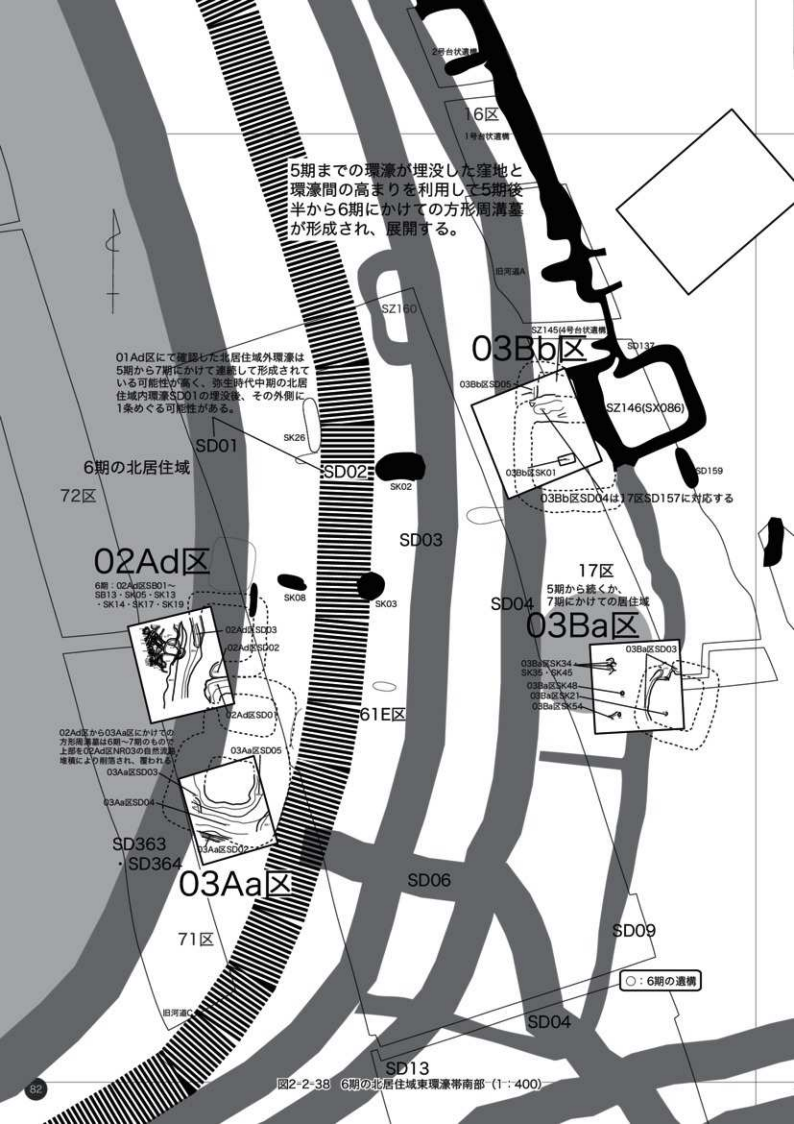 2号台状遺構
16区
1号台状遺構
5期までの環濠が埋没した窪地と
環濠間の高まりを利用して5期後
半から6期にかけての方形周溝墓
が形成され、展開する。
旧河道A
SZ160
SZ145(4号台状遺構)
03Bb区
SD137
01Ad区にて確認した北居住域外環濠は
5期から7期にかけて連続して形成されて
いる可能性が高く、弥生時代中期の北居
住域内環濠SD01の埋没後、その外側に
1条めぐる可能性がある。
03Bb区SD05
SZ146(SX086)
SK26
SD01
6期の北居住域
SD02
SK02
03Bb区SK01
SD159
72区
03Bb区SD04は17区SD157に対応する
SD03
02Ad区
6期：02Ad区SB01〜
SB13・SK05・SK13
・SK14・SK17・SK19
SK08
SK03
SD04
17区
5期から続くか、
7期にかけての居住域
03Ba区
02Ad区SD03
02Ad区SD02
03Ba区SD03
03Ba区SK34
SK35・SK45
03Ba区SK48
03Ba区SK21
03Ba区SK54
02Ad区SD01
61E区
02Ad区から03Aa区にかけての
方形周溝墓は6期〜7期のもので
上部を02Ad区NR03の自然流路
堆積により削笛され、覆われる
03Aa区SD05
03Aa区SD03
03Aa区SD04
SD363
・SD364
03Aa区SD02
03Aa区
SD06
71区
SD09
○：6期の遺構
旧河道C
SD04
SD13
82
図2-2-38　6期の北居住域東環濠帯南部（1：400）